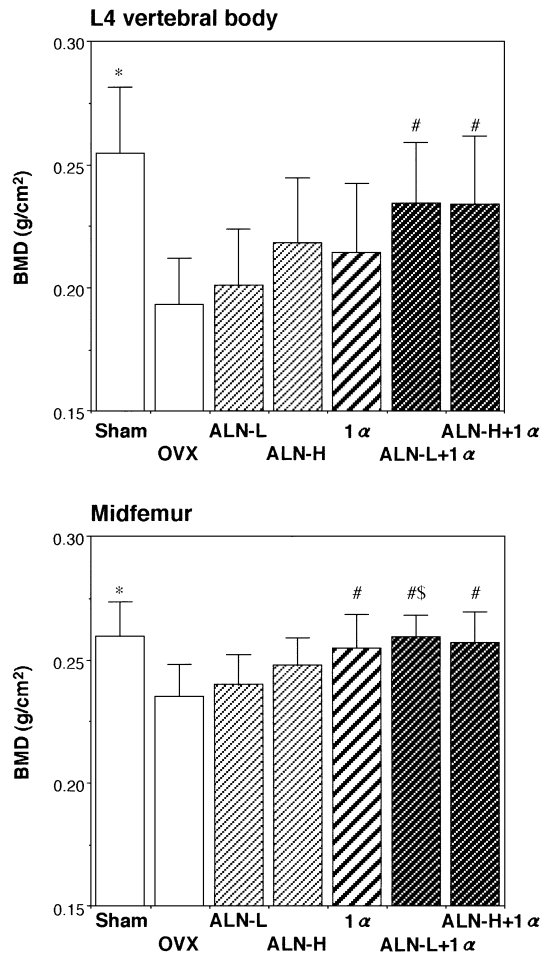 L4 vertebral body
0.30
*
# #
0.25
BMD (g/cm²)
0.20
0.15
Sham ALN-L 1α ALN-H+1α
OVX ALN-H ALN-L+1α
Midfemur
0.30
* # #$ #
0.25
BMD (g/cm²)
0.20
0.15
Sham ALN-L 1α ALN-H+1α
OVX ALN-H ALN-L+1α